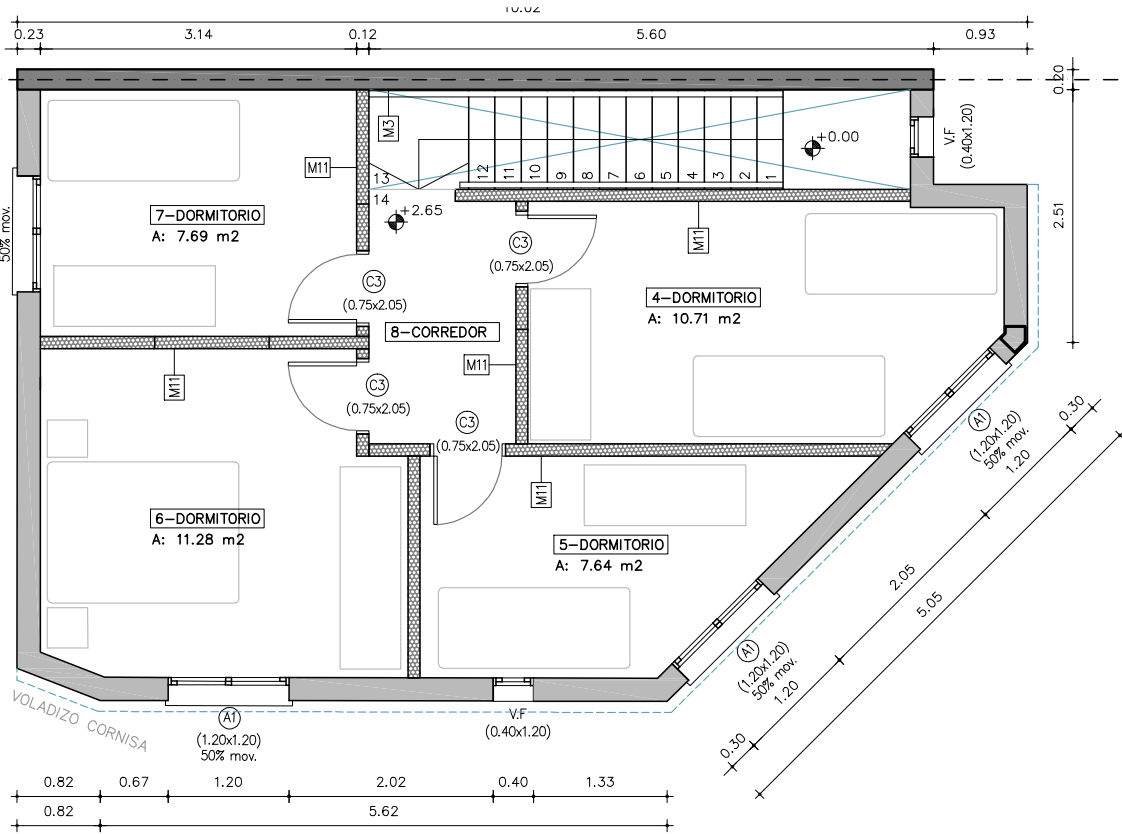 10.02
0.23
3.14
0.12
5.60
0.93
0.20
M3
V.F
(0.40x1.20)
+0.00
M11
12
11
10
9
8
7
6
5
4
3
2
1
13
14
+2.65
2.51
50% mov.
7-DORMITORIO
A: 7.69 m2
C3
(0.75x2.05)
M11
C3
(0.75x2.05)
4-DORMITORIO
A: 10.71 m2
8-CORREDOR
M11
M11
C3
(0.75x2.05)
C3
(0.75x2.05)
0.30
A1
(1.20x1.20)
50% mov.
1.20
M11
6-DORMITORIO
A: 11.28 m2
5-DORMITORIO
A: 7.64 m2
2.05
5.05
A1
(1.20x1.20)
50% mov.
1.20
0.30
VOLADIZO CORNISA
A1
(1.20x1.20)
50% mov.
V.F
(0.40x1.20)
0.82
0.67
1.20
2.02
0.40
1.33
0.82
5.62